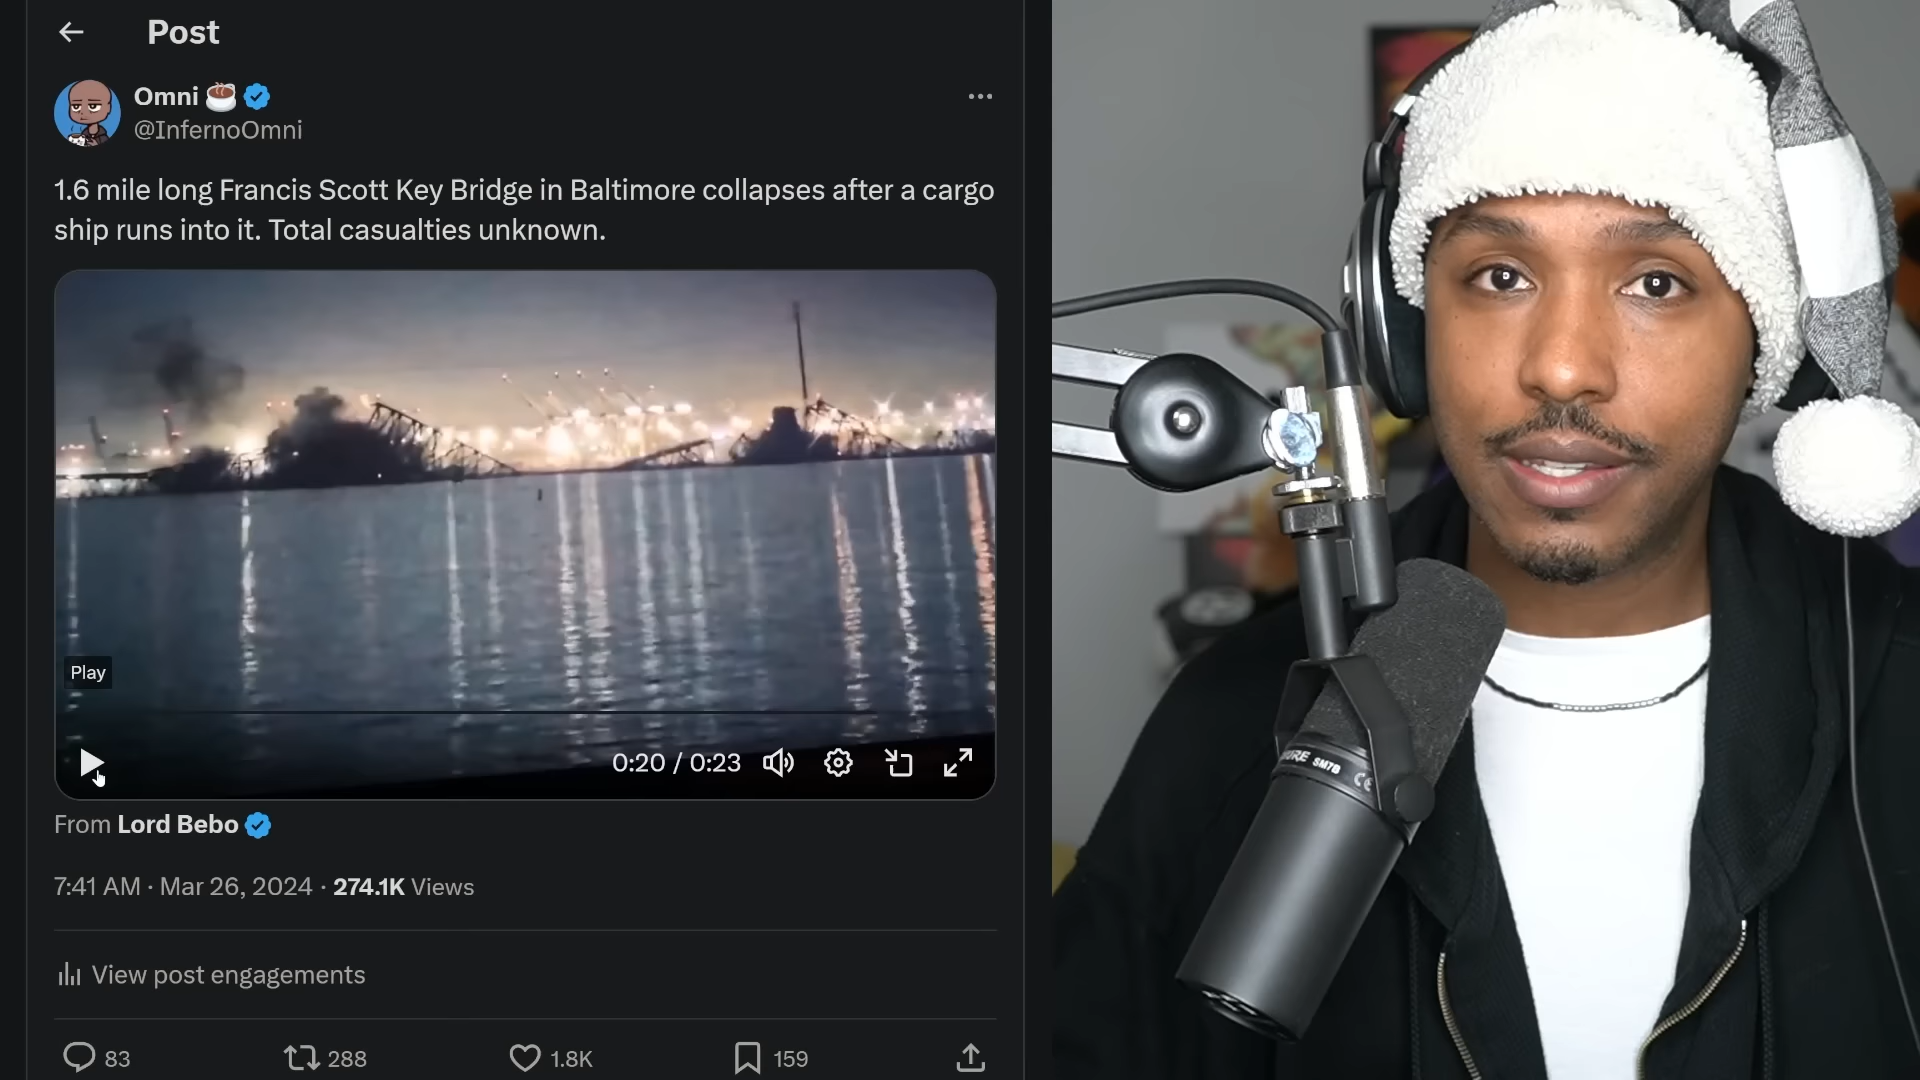 Post
Omni
@InfernoOmni
1.6 mile long Francis Scott Key Bridge in Baltimore collapses after a cargo
ship runs into it. Total casualties unknown.
Play
0:20 / 0:23
From Lord Bebo
7:41 AM · Mar 26, 2024 · 274.1K Views
View post engagements
83 288 1.8K 159
SHURE SM7B